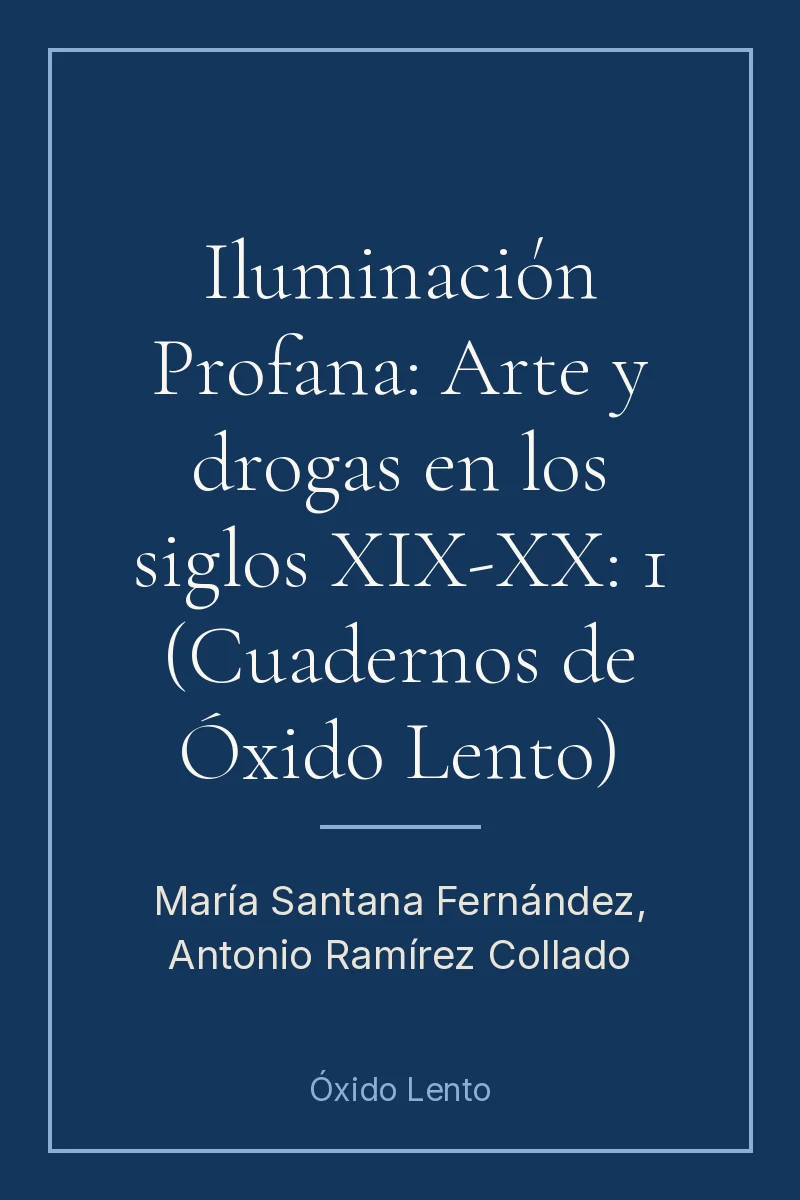 Iluminación
Profana: Arte y
drogas en los
siglos XIX-XX: 1
(Cuadernos de
Óxido Lento)
María Santana Fernández,
Antonio Ramírez Collado
Óxido Lento